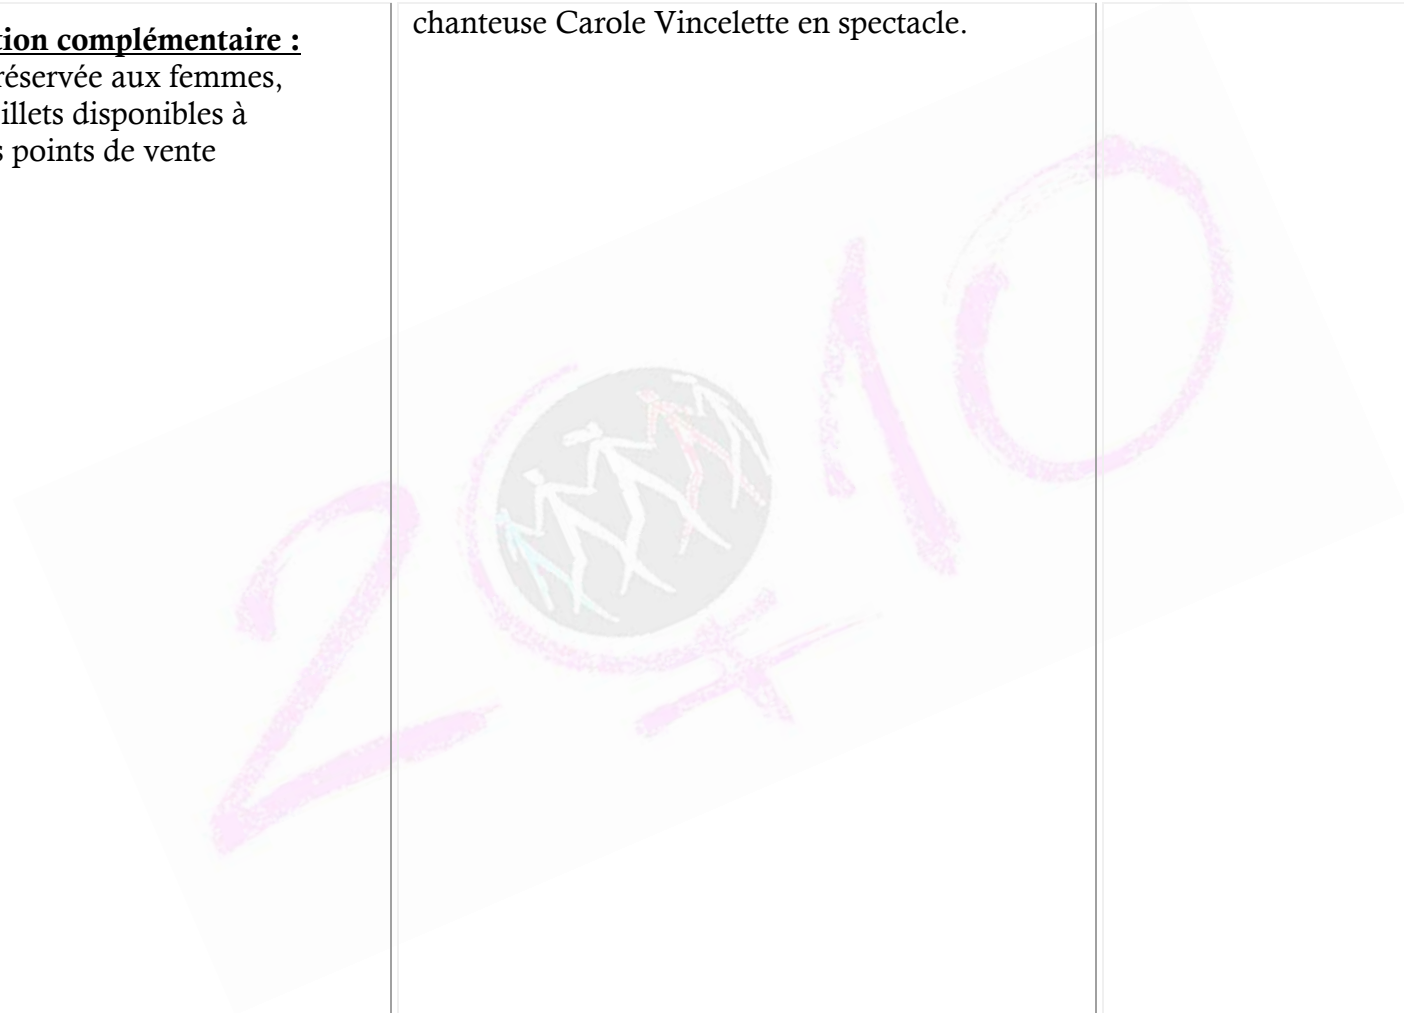 tion complémentaire :
réservée aux femmes,
illets disponibles à
s points de vente
chanteuse Carole Vincelette en spectacle.
2010